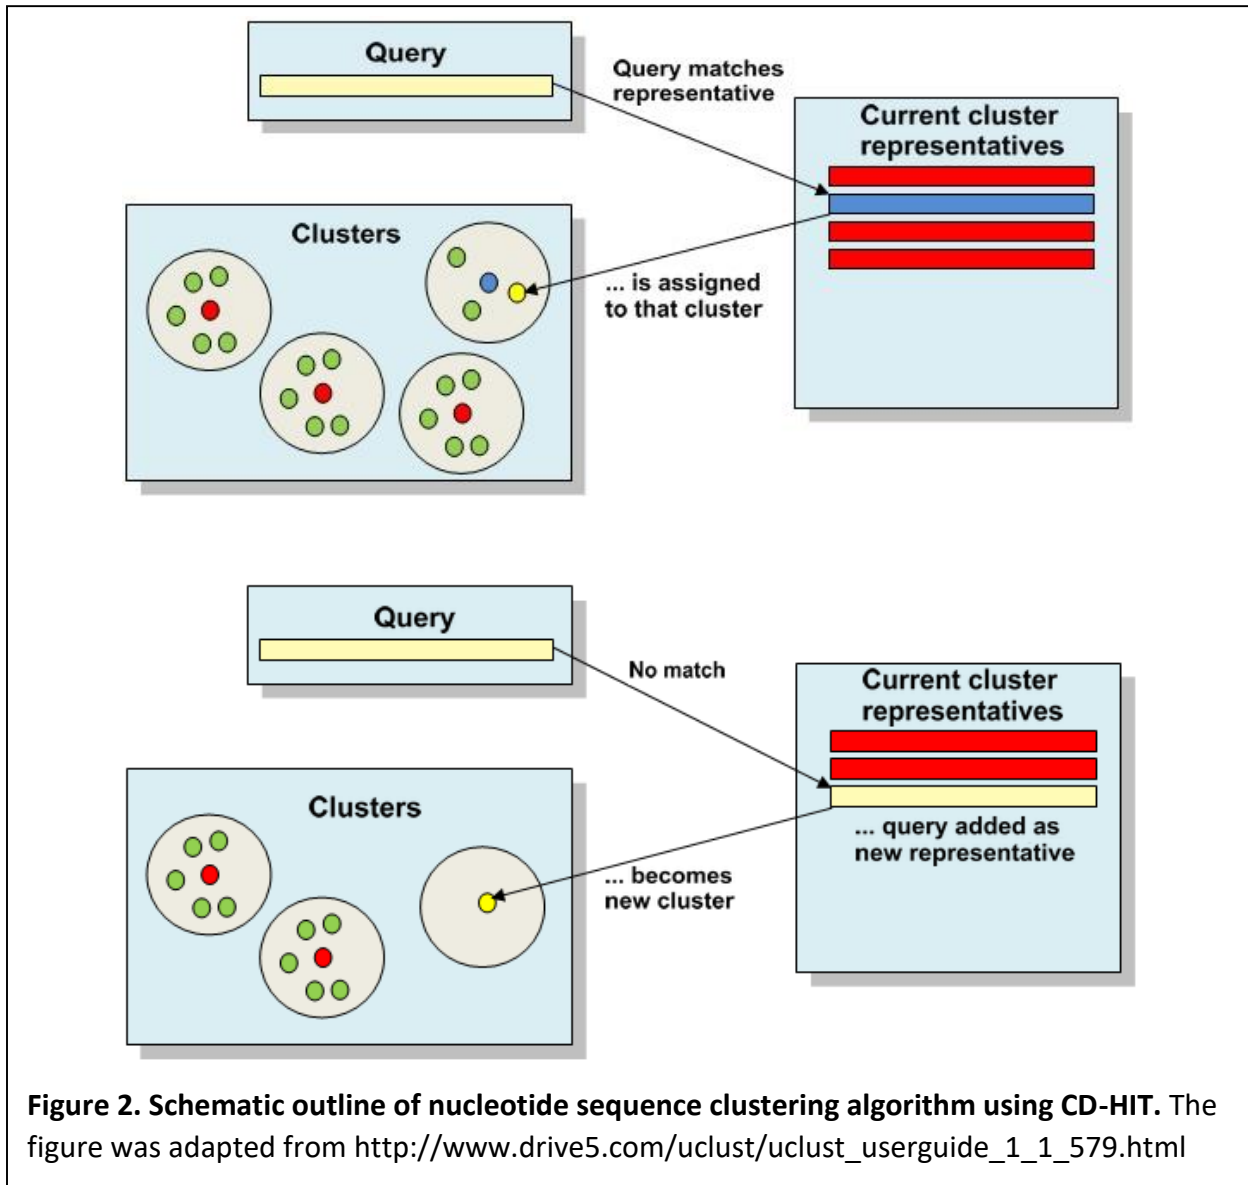 Query
Query matches
representative
Current cluster
representatives
Clusters
... is assigned
to that cluster
Query
No match
Current cluster
representatives
Clusters
... query added as
new representative
... becomes
new cluster
Figure 2. Schematic outline of nucleotide sequence clustering algorithm using CD-HIT. The
figure was adapted from http://www.drive5.com/uclust/uclust_userguide_1_1_579.html